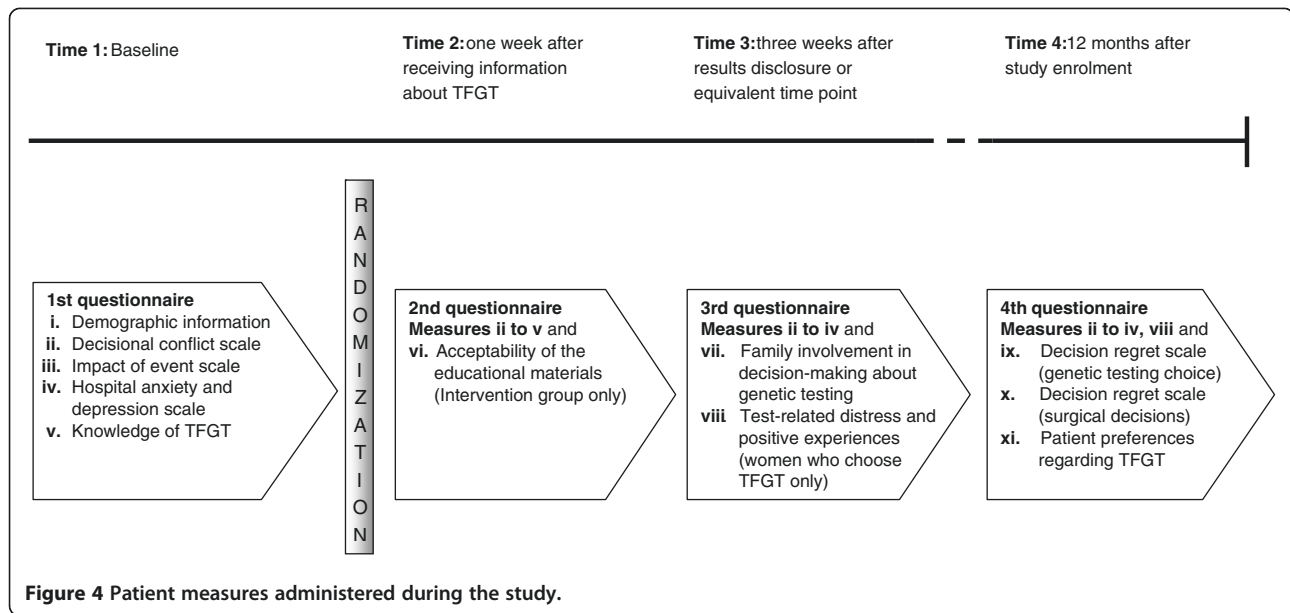 Time 1: Baseline
Time 2: one week after
receiving information
about TFGT
Time 3: three weeks after
results disclosure or
equivalent time point
Time 4: 12 months after
study enrolment
1st questionnaire
i. Demographic information
ii. Decisional conflict scale
iii. Impact of event scale
iv. Hospital anxiety and
depression scale
v. Knowledge of TFGT
RANDOMIZATION
2nd questionnaire
Measures ii to v and
vi. Acceptability of the
educational materials
(Intervention group only)
3rd questionnaire
Measures ii to iv and
vii. Family involvement in
decision-making about
genetic testing
viii Test-related distress and
positive experiences
(women who choose
TFGT only)
4th questionnaire
Measures ii to iv, viii and
ix. Decision regret scale
(genetic testing choice)
x. Decision regret scale
(surgical decisions)
xi. Patient preferences
regarding TFGT
Figure 4 Patient measures administered during the study.